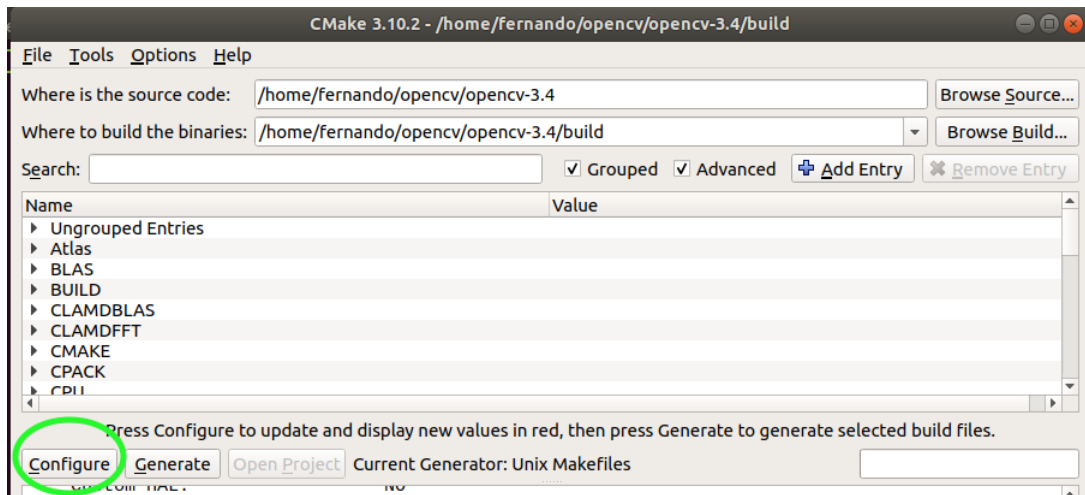 CMake 3.10.2 - /home/fernando/opencv/opencv-3.4/build
File Tools Options Help
Where is the source code: /home/fernando/opencv/opencv-3.4 Browse Source...
Where to build the binaries: /home/fernando/opencv/opencv-3.4/build Browse Build...
Search: Grouped Advanced Add Entry Remove Entry
Name Value
Ungrouped Entries
Atlas
BLAS
BUILD
CLAMDBLAS
CLAMDFFT
CMAKE
CPACK
CPU
Press Configure to update and display new values in red, then press Generate to generate selected build files.
Configure Generate Open Project Current Generator: Unix Makefiles
Custom HAL: NO